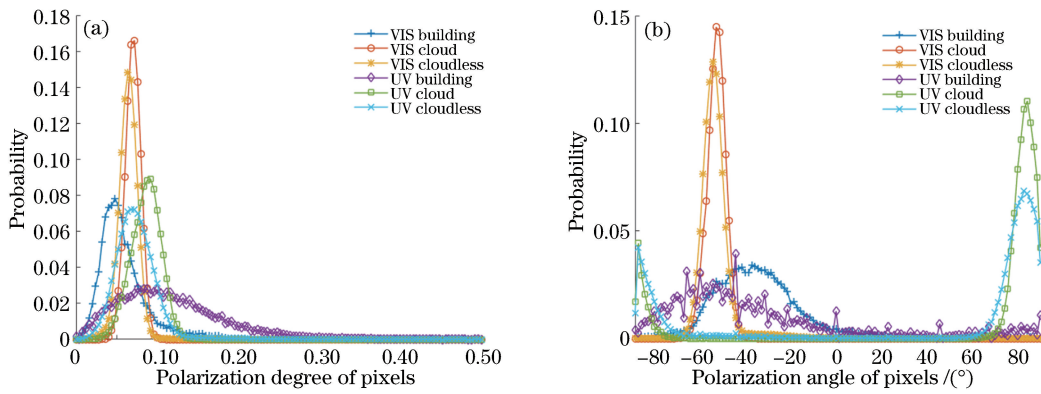 (a)
VIS building
VIS cloud
VIS cloudless
UV building
UV cloud
UV cloudless
0.18
0.16
0.14
0.12
0.10
0.08
0.06
0.04
0.02
0
Probability
0 0.10 0.20 0.30 0.40 0.50
Polarization degree of pixels
(b)
VIS building
VIS cloud
VIS cloudless
UV building
UV cloud
UV cloudless
0.15
0.10
0.05
0
Probability
−80 −60 −40 −20 0 20 40 60 80
Polarization angle of pixels /(°)